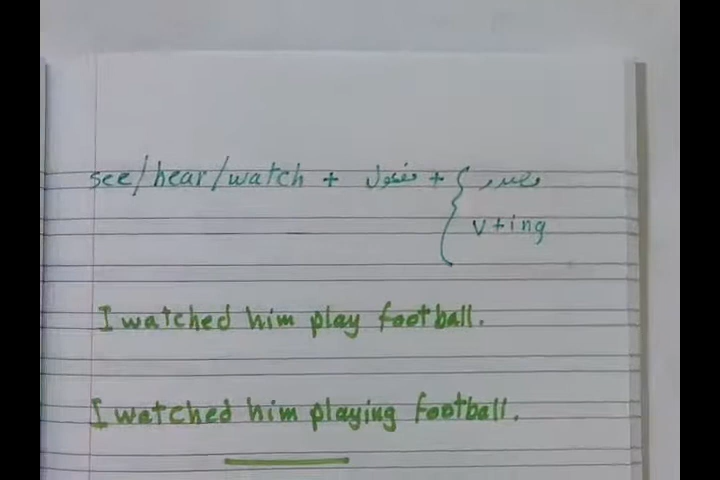 see/hear/watch + مفعول + { مصدر
v+ing
I watched him play football.
I watched him playing football.